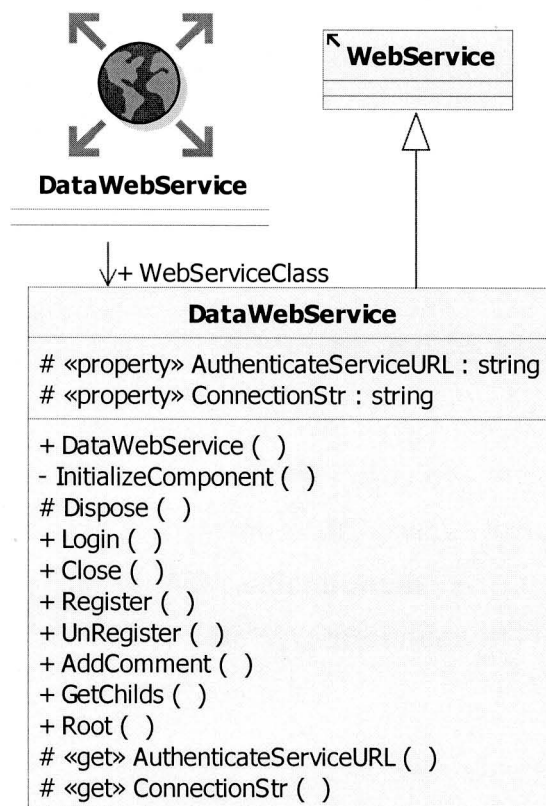 WebService
DataWebService
+ WebServiceClass
DataWebService
# «property» AuthenticateServiceURL : string
# «property» ConnectionStr : string
+ DataWebService ( )
- InitializeComponent ( )
# Dispose ( )
+ Login ( )
+ Close ( )
+ Register ( )
+ UnRegister ( )
+ AddComment ( )
+ GetChilds ( )
+ Root ( )
# «get» AuthenticateServiceURL ( )
# «get» ConnectionStr ( )